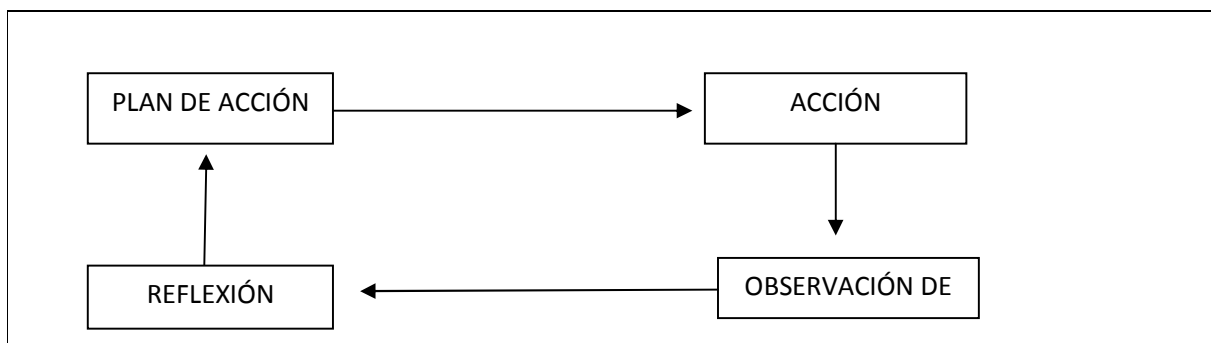 PLAN DE ACCIÓN
ACCIÓN
REFLEXIÓN
OBSERVACIÓN DE